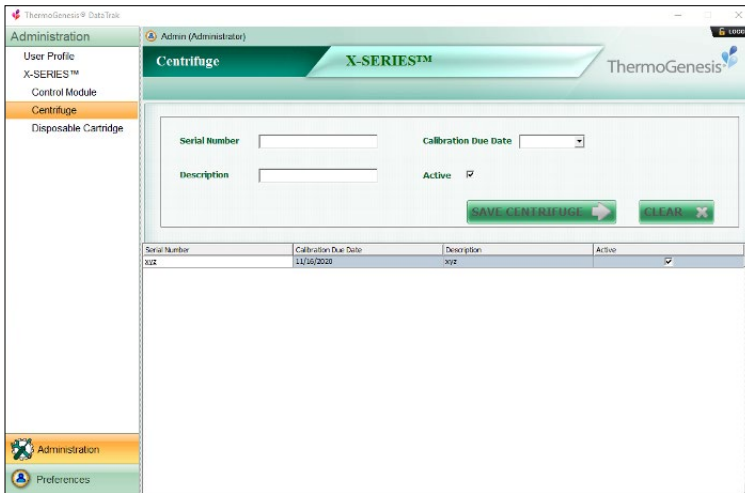 ThermoGenesis® DataTrak
Administration
Admin (Administrator)
User Profile
X-SERIES™
Control Module
Centrifuge
Disposable Cartridge
Centrifuge
X-SERIES™
ThermoGenesis
Serial Number
Calibration Due Date
Description
Active
SAVE CENTRIFUGE
CLEAR
Serial Number Calibration Due Date Description Active
xyz 11/16/2020 xyz
Administration
Preferences